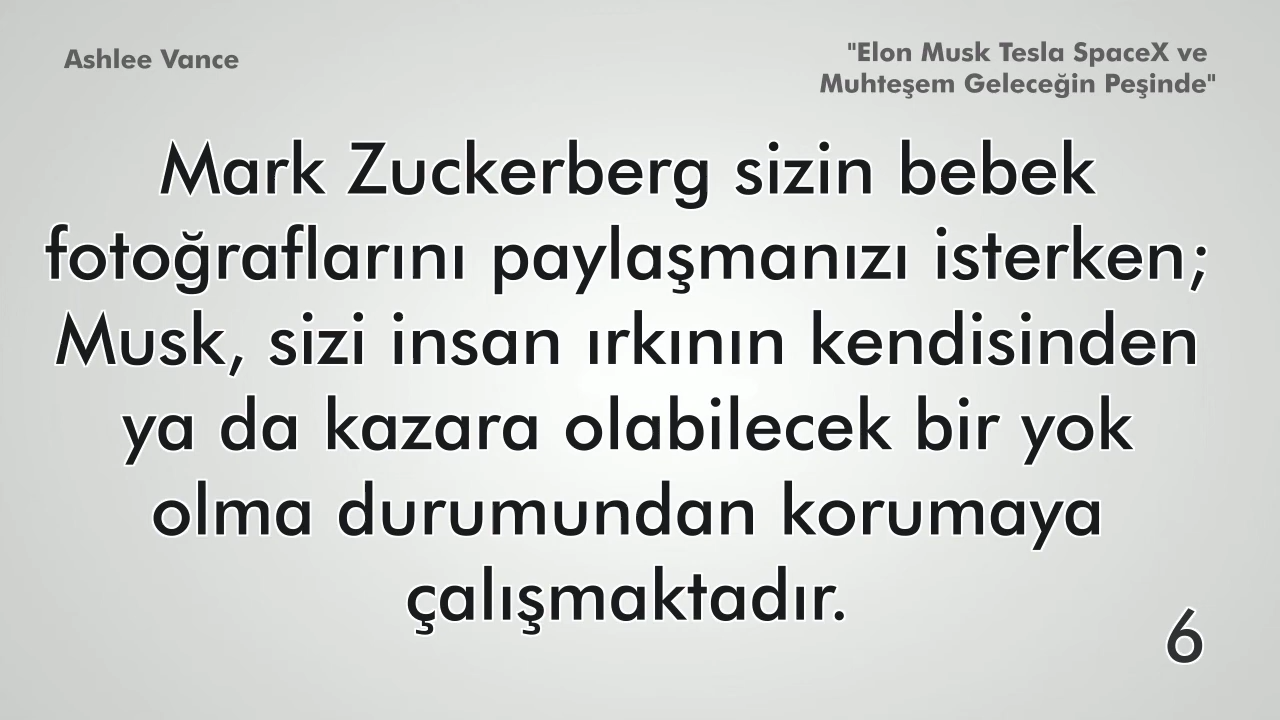 Ashlee Vance
"Elon Musk Tesla SpaceX ve
Muhteşem Geleceğin Peşinde"
Mark Zuckerberg sizin bebek
fotoğraflarını paylaşmanızı isterken;
Musk, sizi insan ırkının kendisinden
ya da kazara olabilecek bir yok
olma durumundan korumaya
çalışmaktadır.
6